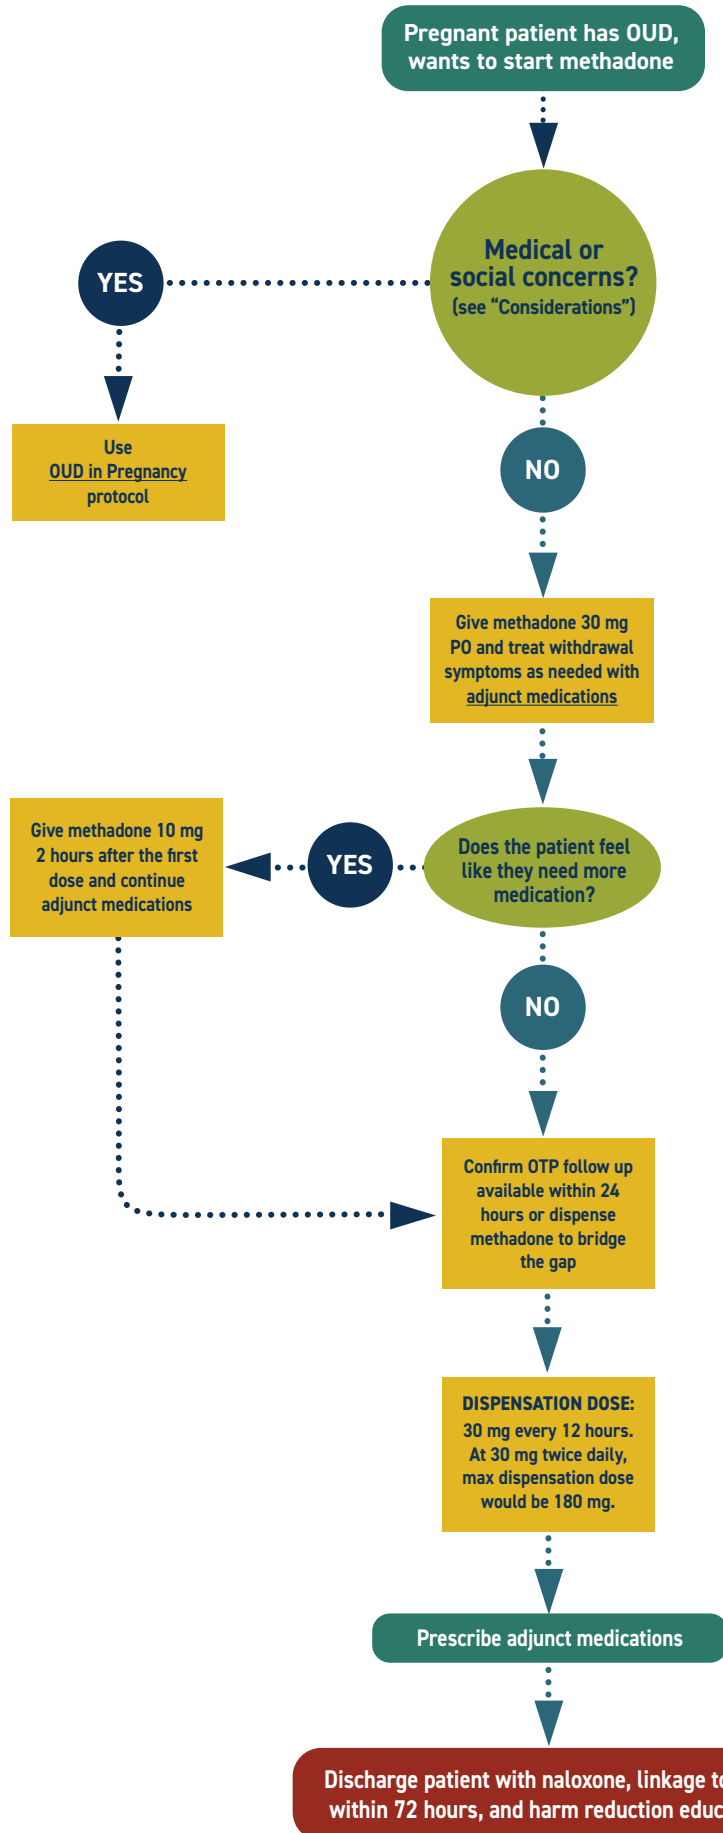 Pregnant patient has OUD,
wants to start methadone
Medical or
social concerns?
(see “Considerations”)
YES
Use
OUD in Pregnancy
protocol
NO
Give methadone 30 mg
PO and treat withdrawal
symptoms as needed with
adjunct medications
Does the patient feel
like they need more
medication?
YES
Give methadone 10 mg
2 hours after the first
dose and continue
adjunct medications
NO
Confirm OTP follow up
available within 24
hours or dispense
methadone to bridge
the gap
DISPENSATION DOSE:
30 mg every 12 hours.
At 30 mg twice daily,
max dispensation dose
would be 180 mg.
Prescribe adjunct medications
Discharge patient with naloxone, linkage to
within 72 hours, and harm reduction educ